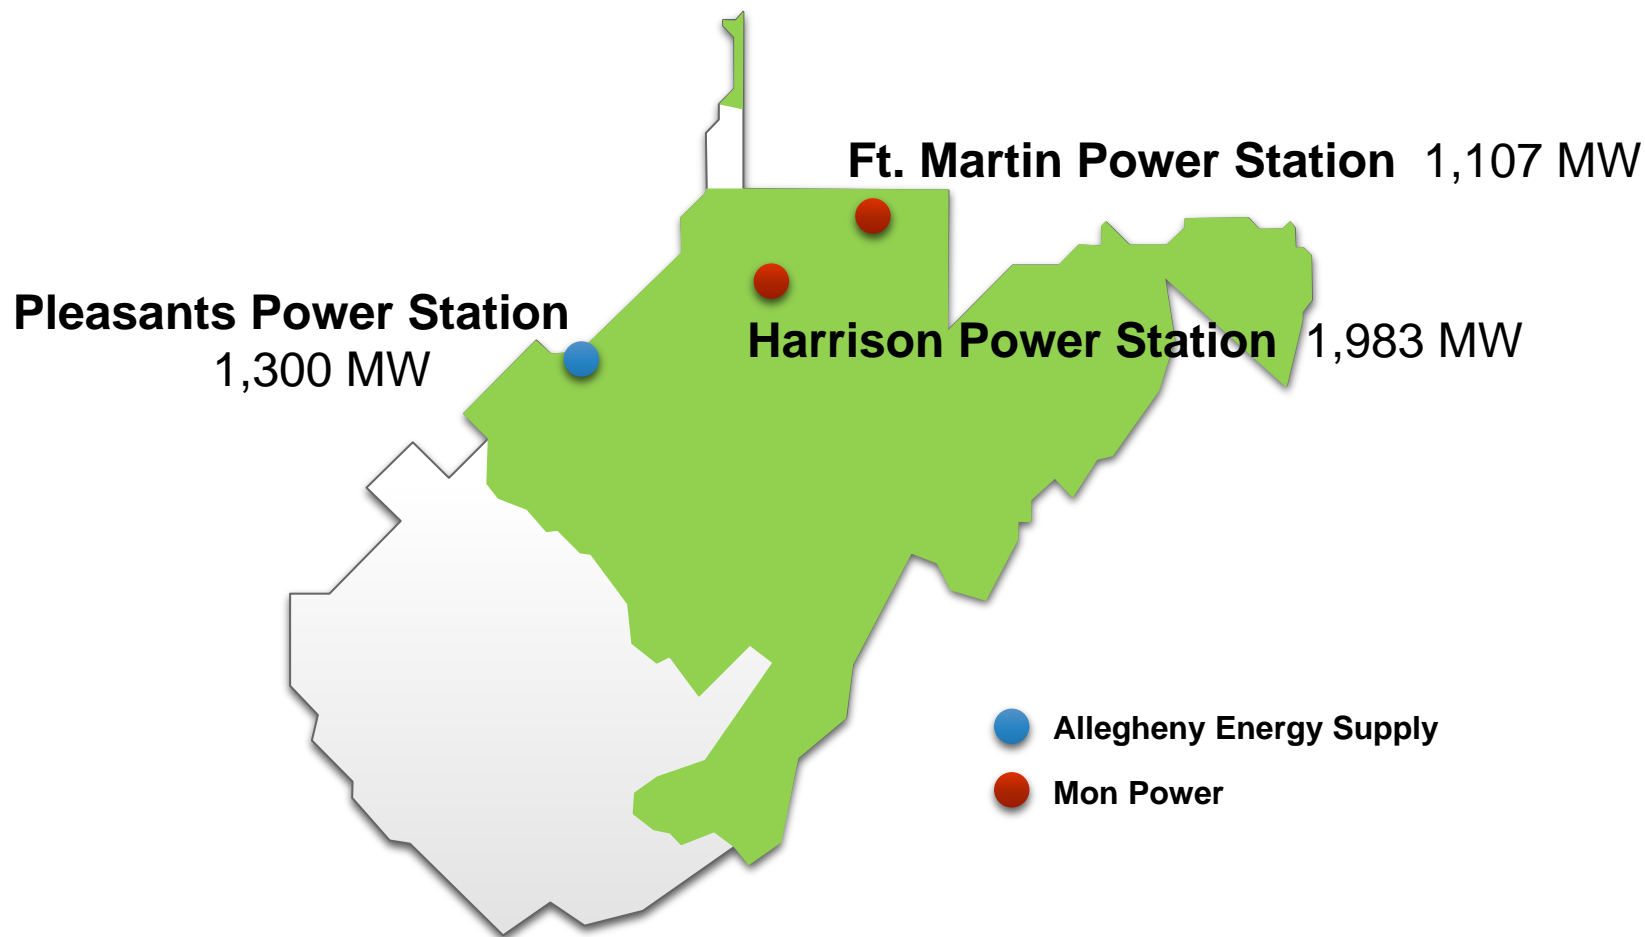 Ft. Martin Power Station 1,107 MW
Pleasants Power Station
1,300 MW
Harrison Power Station 1,983 MW
Allegheny Energy Supply
Mon Power